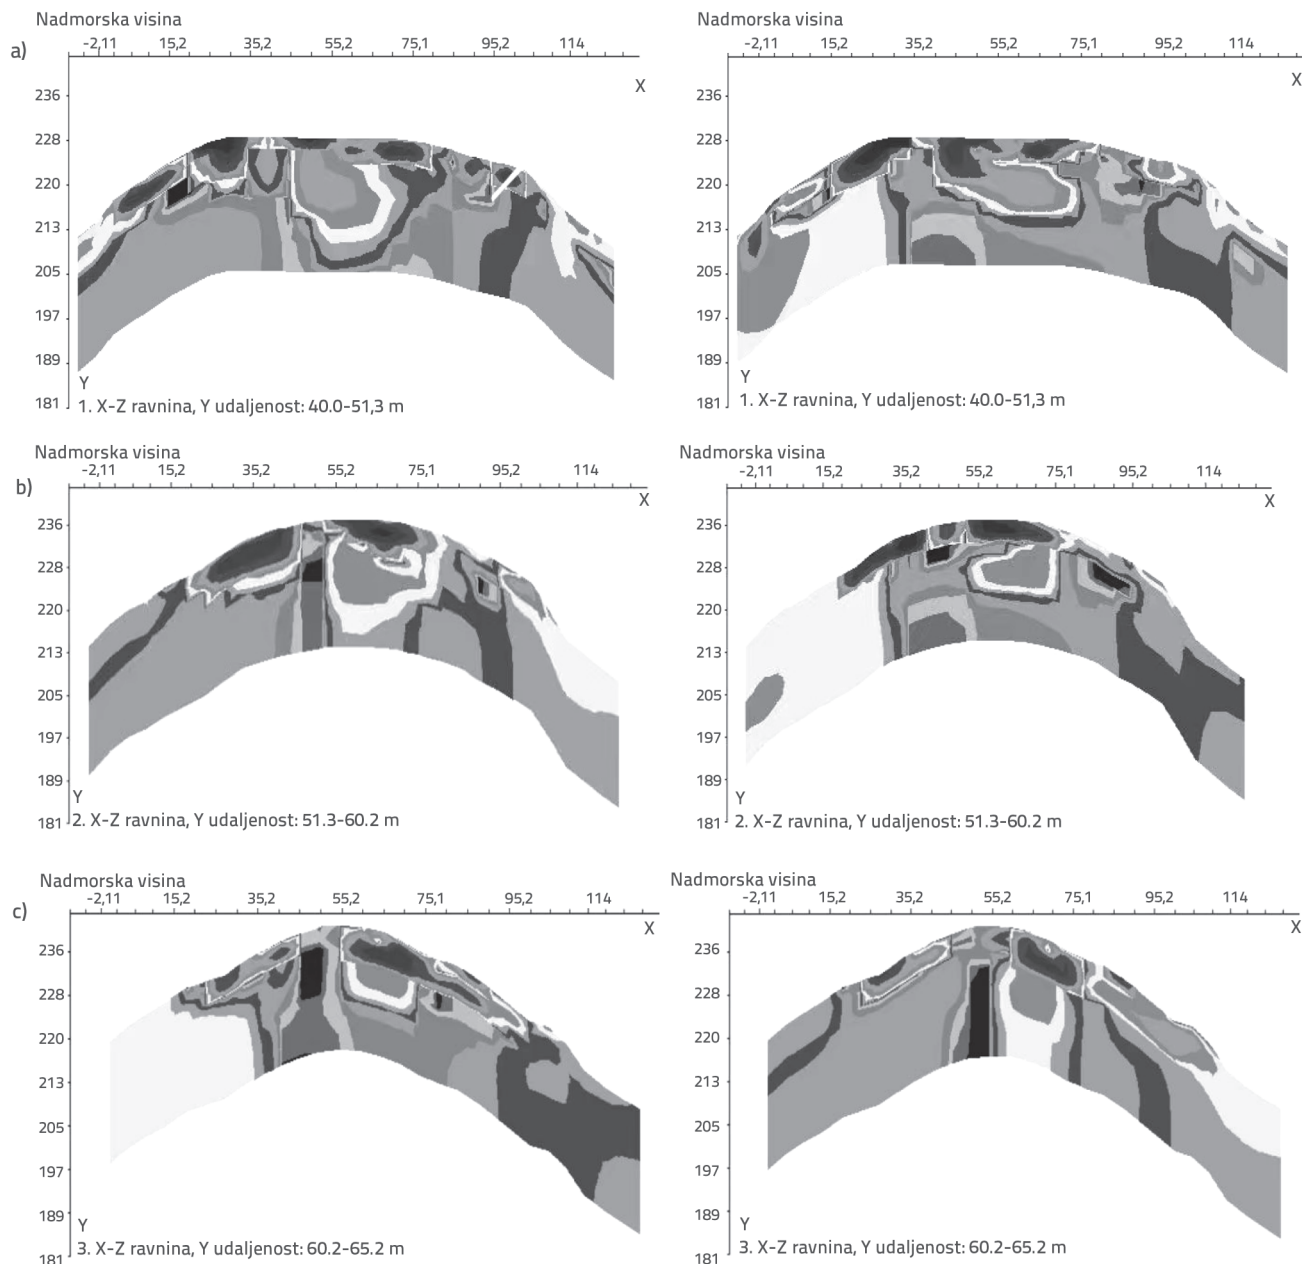 Nadmorska visina
-2,11 15,2 35,2 55,2 75,1 95,2 114
a)
X
236
228
220
213
205
197
189
181
Y
1. X-Z ravnina, Y udaljenost: 40.0-51,3 m
Nadmorska visina
-2,11 15,2 35,2 55,2 75,1 95,2 114
X
236
228
220
213
205
197
189
181
Y
1. X-Z ravnina, Y udaljenost: 40.0-51,3 m
Nadmorska visina
-2,11 15,2 35,2 55,2 75,1 95,2 114
b)
X
236
228
220
213
205
197
189
181
Y
2. X-Z ravnina, Y udaljenost: 51.3-60.2 m
Nadmorska visina
-2,11 15,2 35,2 55,2 75,1 95,2 114
X
236
228
220
213
205
197
189
181
Y
2. X-Z ravnina, Y udaljenost: 51.3-60.2 m
Nadmorska visina
-2,11 15,2 35,2 55,2 75,1 95,2 114
c)
X
236
228
220
213
205
197
189
181
Y
3. X-Z ravnina, Y udaljenost: 60.2-65.2 m
Nadmorska visina
-2,11 15,2 35,2 55,2 75,1 95,2 114
X
236
228
220
213
205
197
189
181
Y
3. X-Z ravnina, Y udaljenost: 60.2-65.2 m